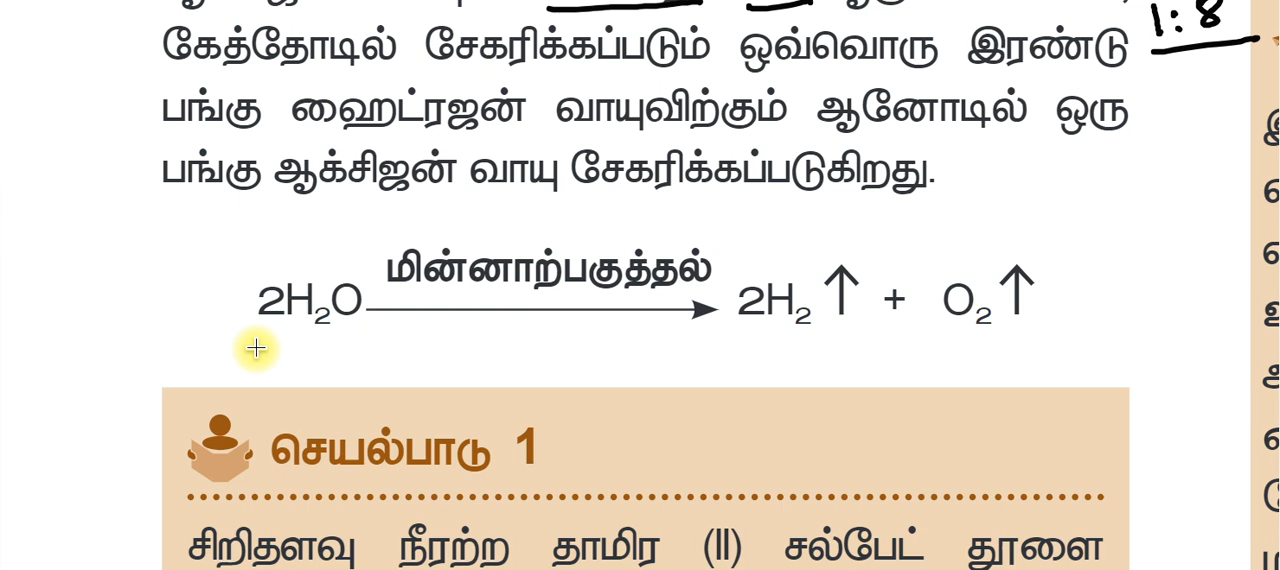 1:8
கேத்தோடில் சேகரிக்கப்படும் ஒவ்வொரு இரண்டு
பங்கு ஹைட்ரஜன் வாயுவிற்கும் ஆனோடில் ஒரு
பங்கு ஆக்சிஜன் வாயு சேகரிக்கப்படுகிறது.
2H₂O மின்னாற்பகுத்தல் → 2H₂ ↑ + O₂ ↑
செயல்பாடு 1
சிறிதளவு நீரற்ற தாமிர (II) சல்பேட் தூளை